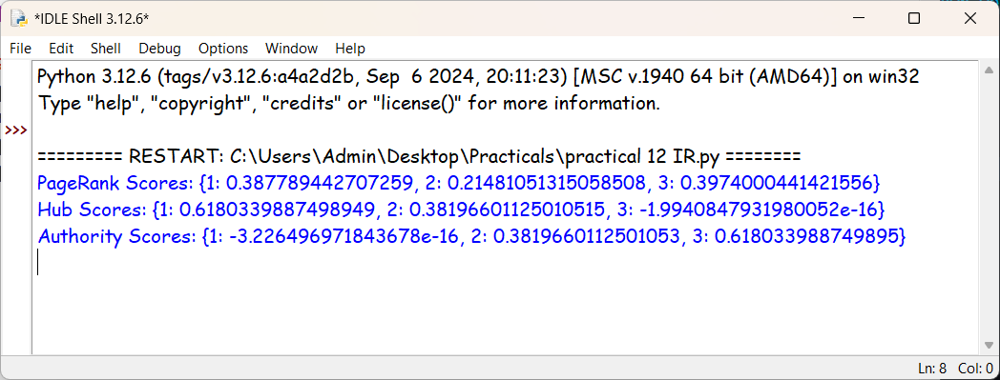 *IDLE Shell 3.12.6*
File Edit Shell Debug Options Window Help
Python 3.12.6 (tags/v3.12.6:a4a2d2b, Sep  6 2024, 20:11:23) [MSC v.1940 64 bit (AMD64)] on win32
Type "help", "copyright", "credits" or "license()" for more information.
>>>
========= RESTART: C:\Users\Admin\Desktop\Practicals\practical 12 IR.py ========
PageRank Scores: {1: 0.387789442707259, 2: 0.21481051315058508, 3: 0.3974000441421556}
Hub Scores: {1: 0.6180339887498949, 2: 0.38196601125010515, 3: -1.9940847931980052e-16}
Authority Scores: {1: -3.226496971843678e-16, 2: 0.3819660112501053, 3: 0.618033988749895}
Ln: 8 Col: 0